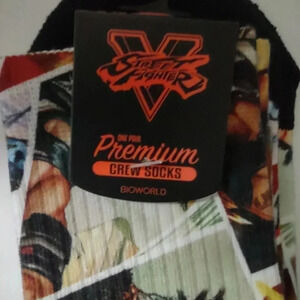 STREET
FIGHTER
V
ONE PAIR
Premium
CREW SOCKS
BIOWORLD